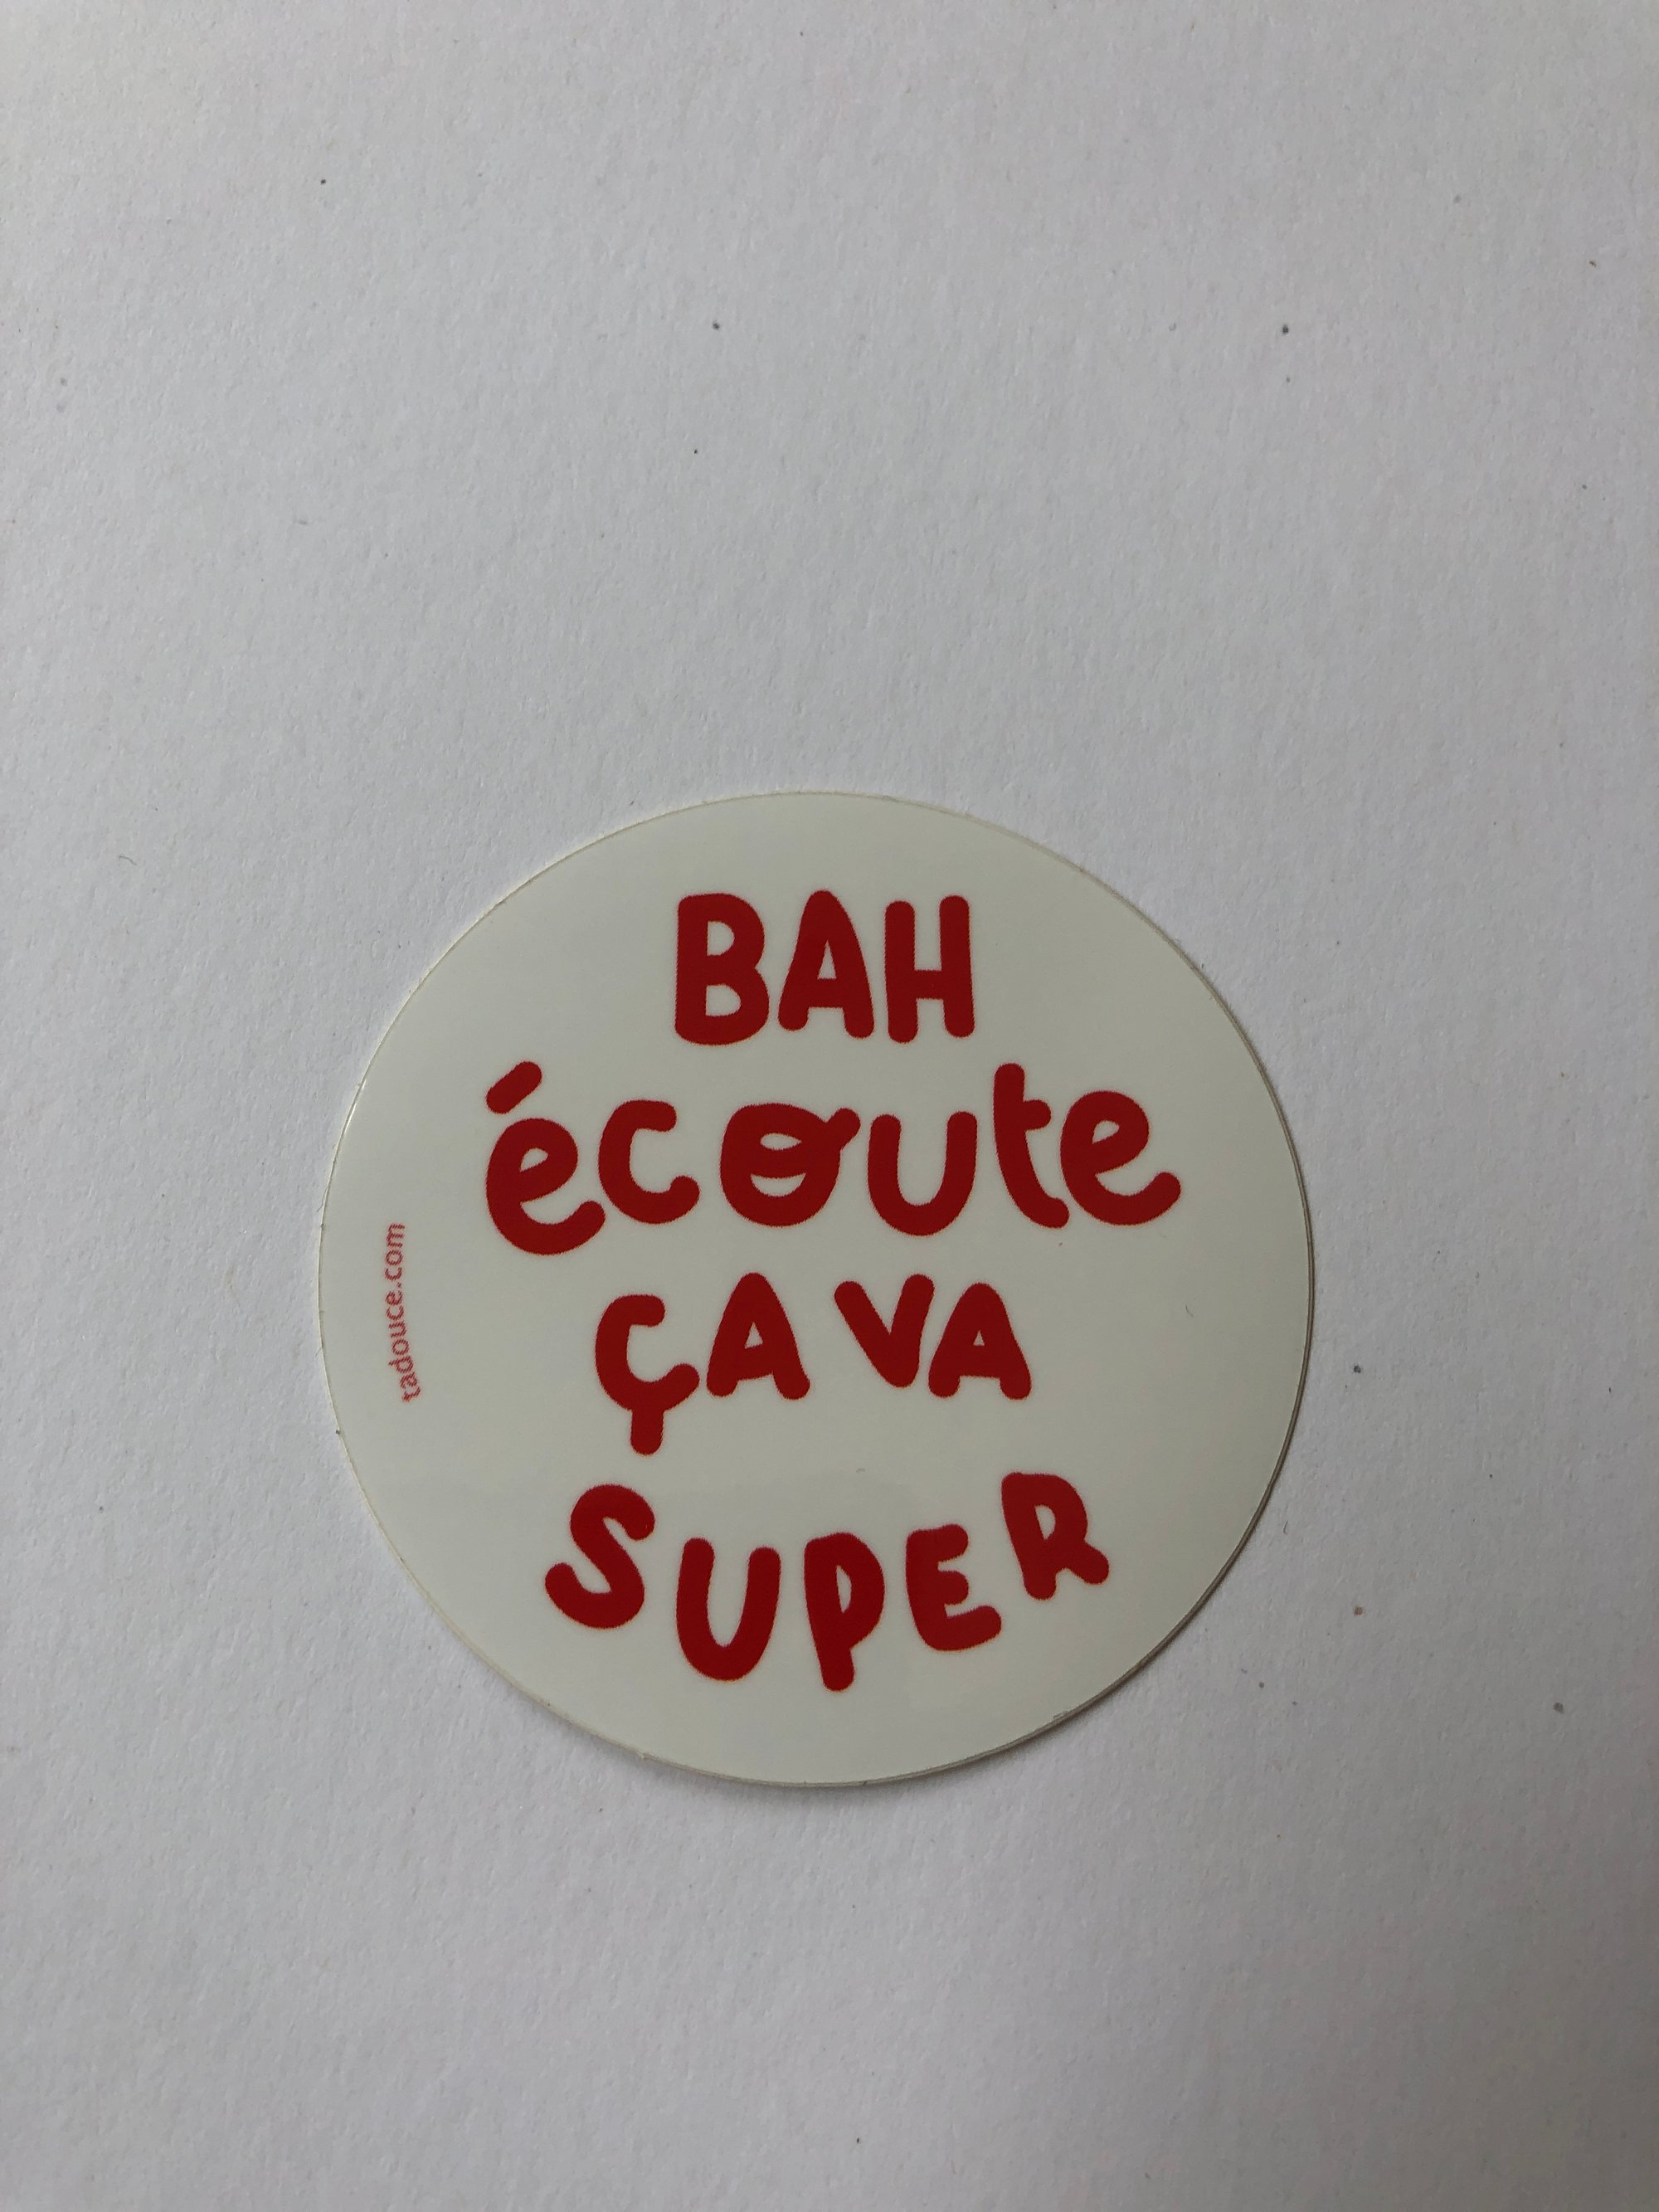 BAH
écoute
ÇA VA
SUPER
tadouce.com